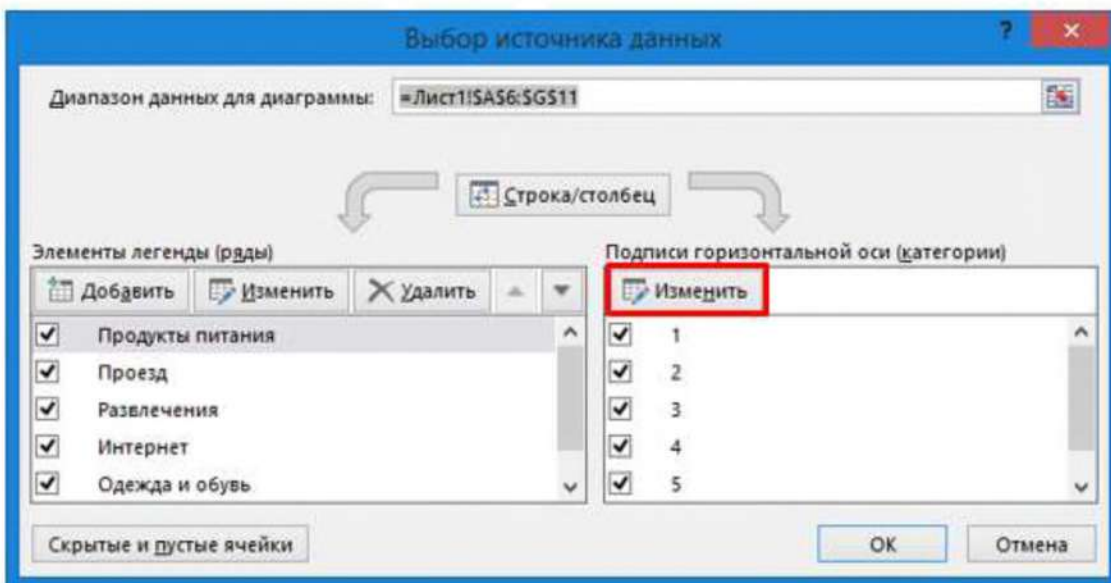 Выбор источника данных
?
Диапазон данных для диаграммы: =Лист1!$A$6:$G$11
Строка/столбец
Элементы легенды (ряды)
Подписи горизонтальной оси (категории)
Добавить Изменить Удалить
Изменить
Продукты питания
1
Проезд
2
Развлечения
3
Интернет
4
Одежда и обувь
5
Скрытые и пустые ячейки
ОК
Отмена